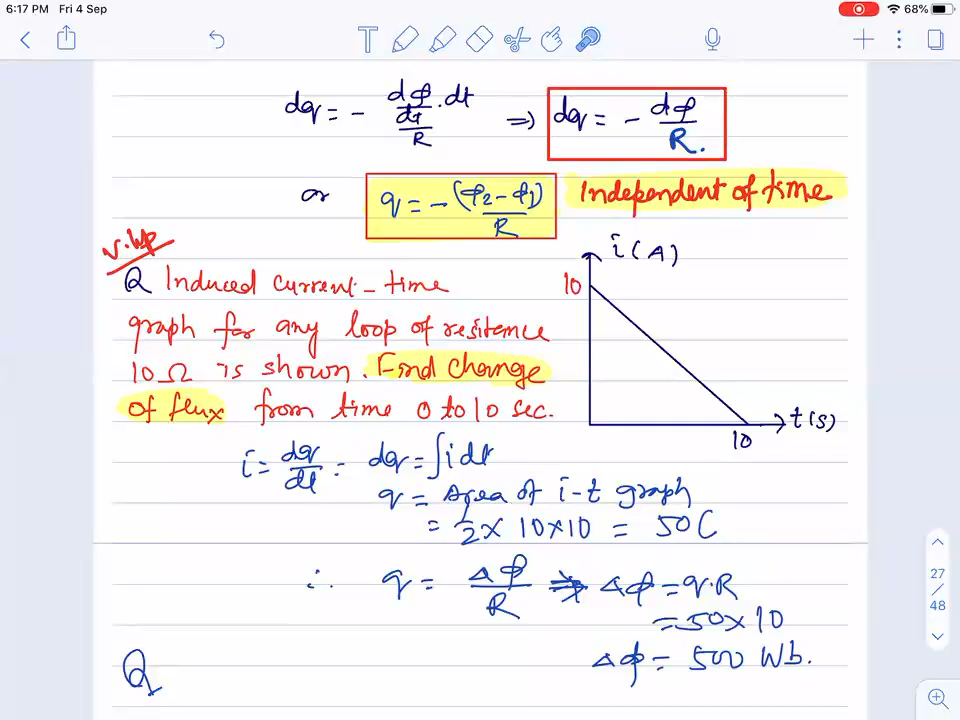 6:17 PM Fri 4 Sep
68%
dq = - dφ/dt/R . dt ⇒ dq = - dφ/R.
or q = -(φ2 - φ1)/R Independent of time
V. Imp
Q Induced current - time
graph for any loop of resistence
10 Ω is shown. Find change
of flux from time 0 to 10 sec.
i (A)
10
10
t (s)
i = dq/dt = dq = ∫i dt
q = Area of i-t graph
= 1/2 × 10×10 = 50C
∴ q = Δφ/R ⇒ Δφ = q.R
= 50×10
Δφ = 500 Wb.
Q
27
/
48